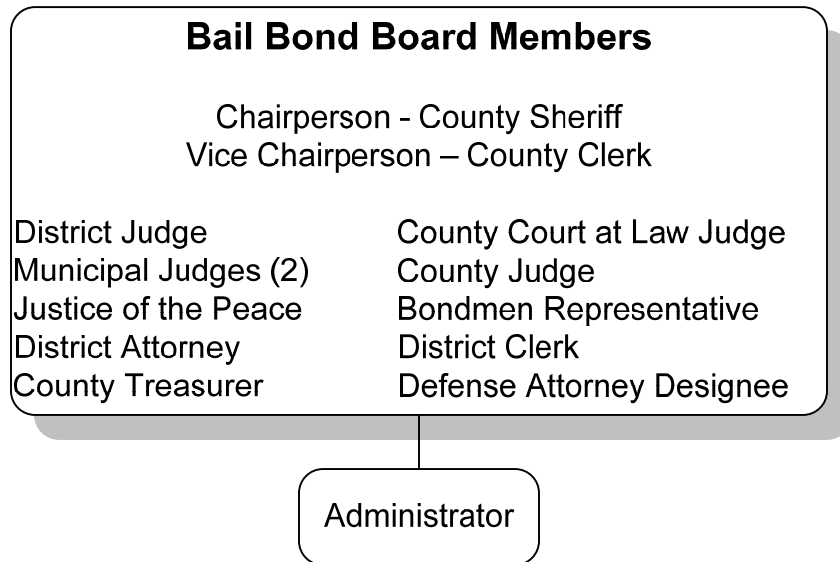 Bail Bond Board Members
Chairperson - County Sheriff
Vice Chairperson – County Clerk
District Judge
Municipal Judges (2)
Justice of the Peace
District Attorney
County Treasurer
County Court at Law Judge
County Judge
Bondmen Representative
District Clerk
Defense Attorney Designee
Administrator